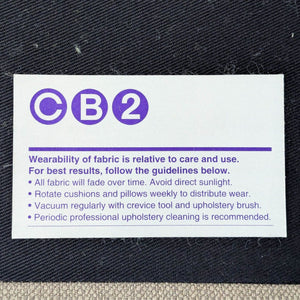 CB2
Wearability of fabric is relative to care and use.
For best results, follow the guidelines below.
• All fabric will fade over time. Avoid direct sunlight.
• Rotate cushions and pillows weekly to distribute wear.
• Vacuum regularly with crevice tool and upholstery brush.
• Periodic professional upholstery cleaning is recommended.